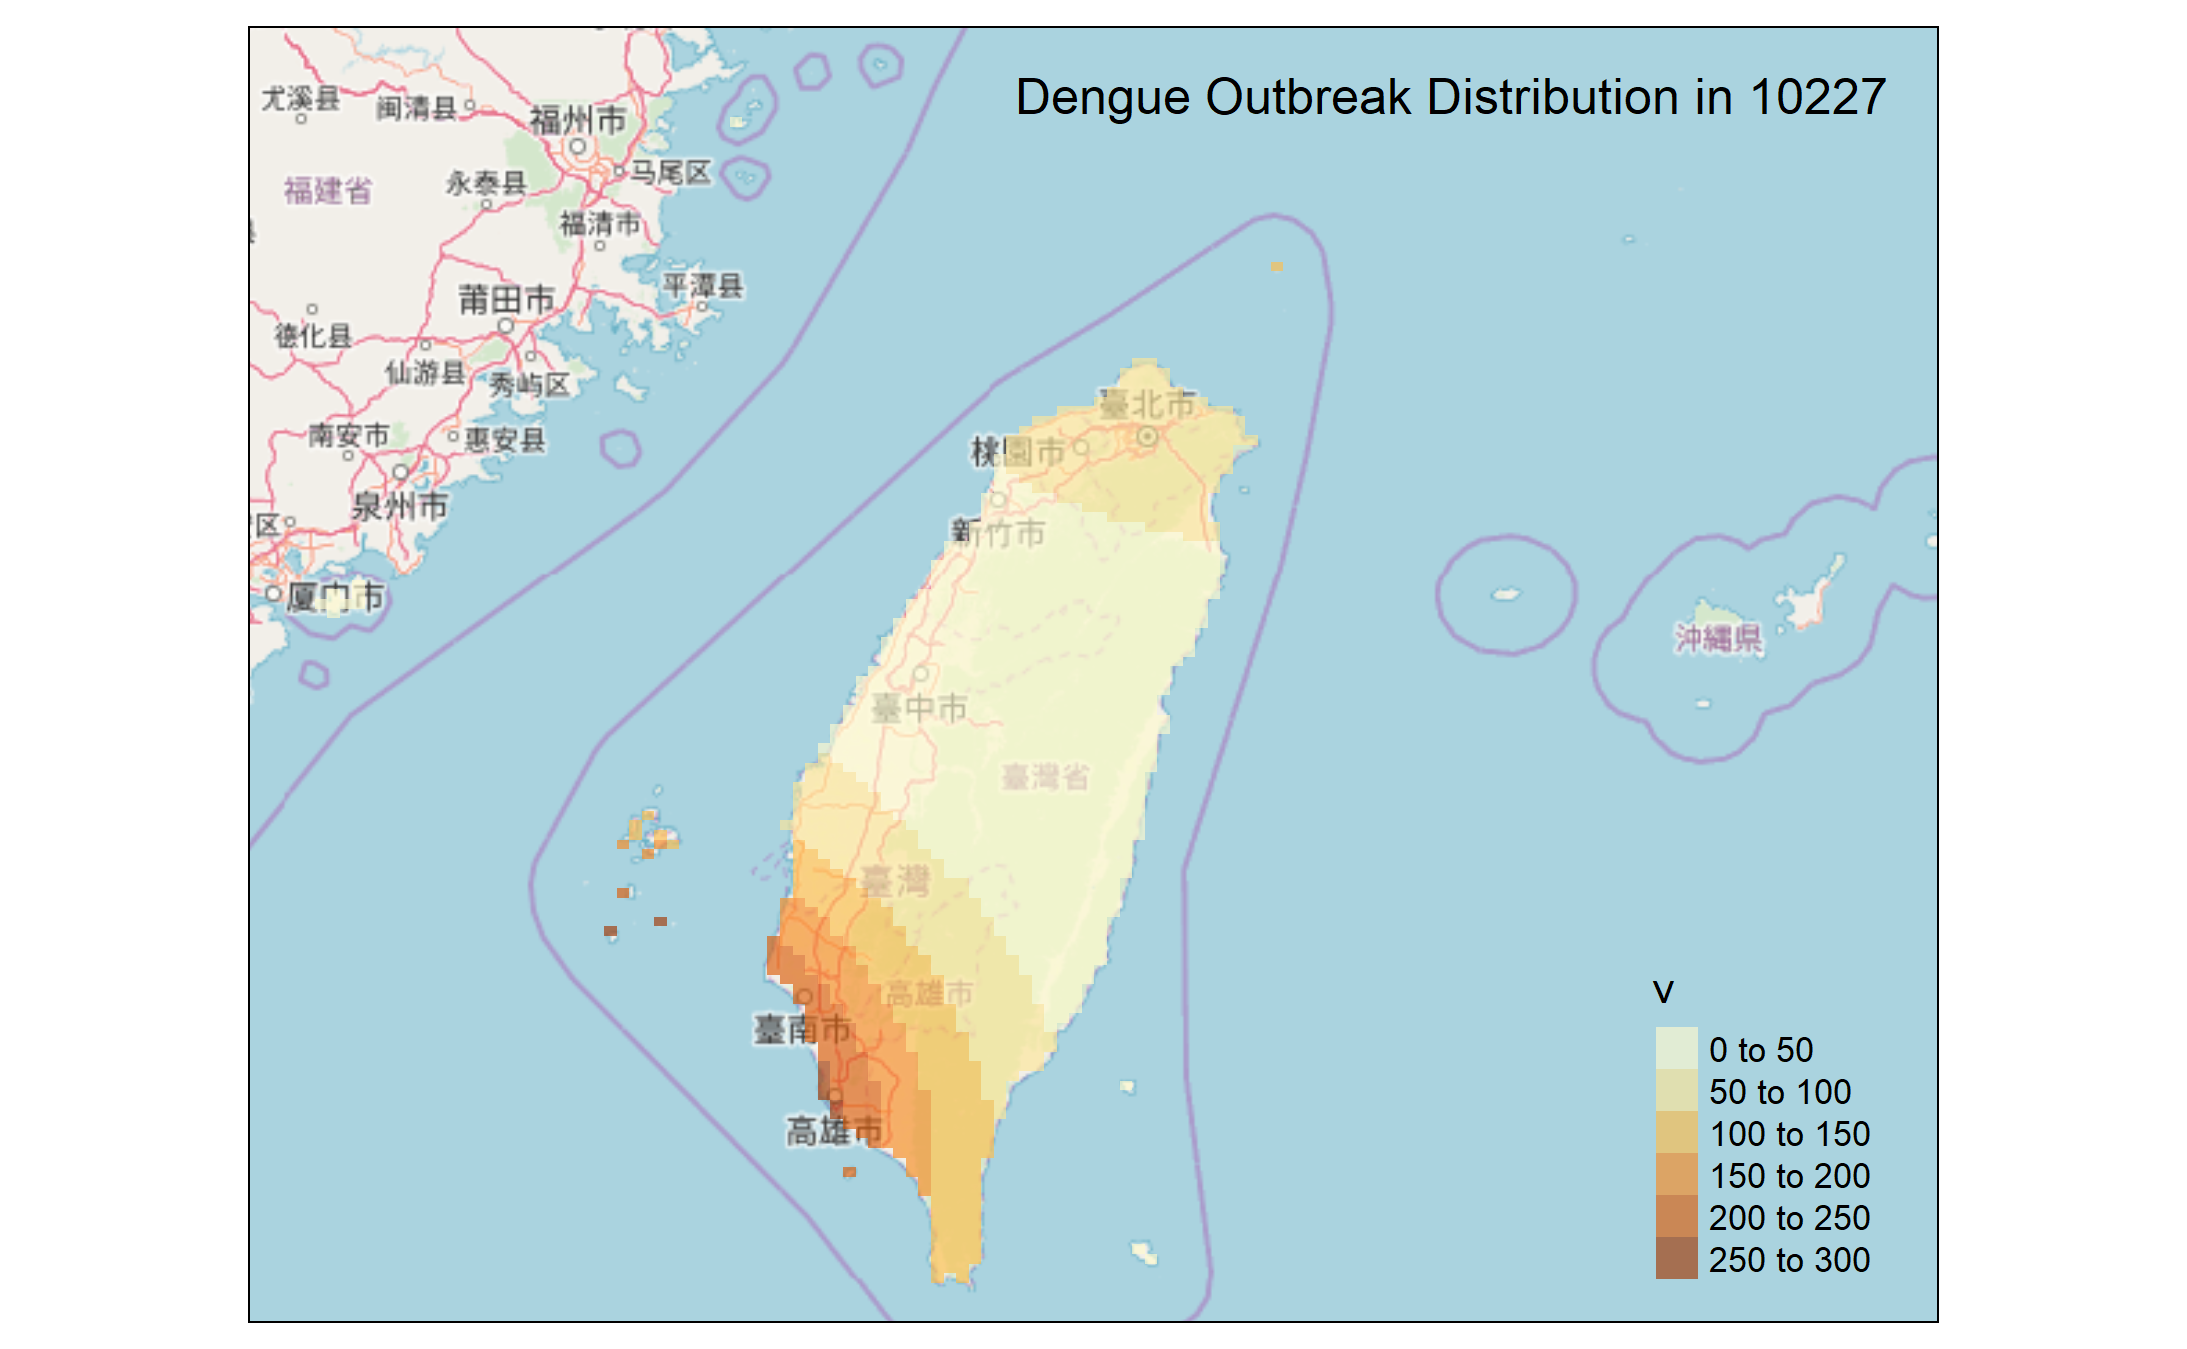 Dengue Outbreak Distribution in 10227
尤溪县
闽清县
福州市
马尾区
永泰县
福建省
福清市
平潭县
莆田市
德化县
仙游县
秀屿区
南安市
惠安县
泉州市
区
厦门市
臺北市
桃園市
新竹市
臺中市
臺灣省
沖縄県
臺灣
高雄市
臺南市
高雄市
v
0 to 50
50 to 100
100 to 150
150 to 200
200 to 250
250 to 300